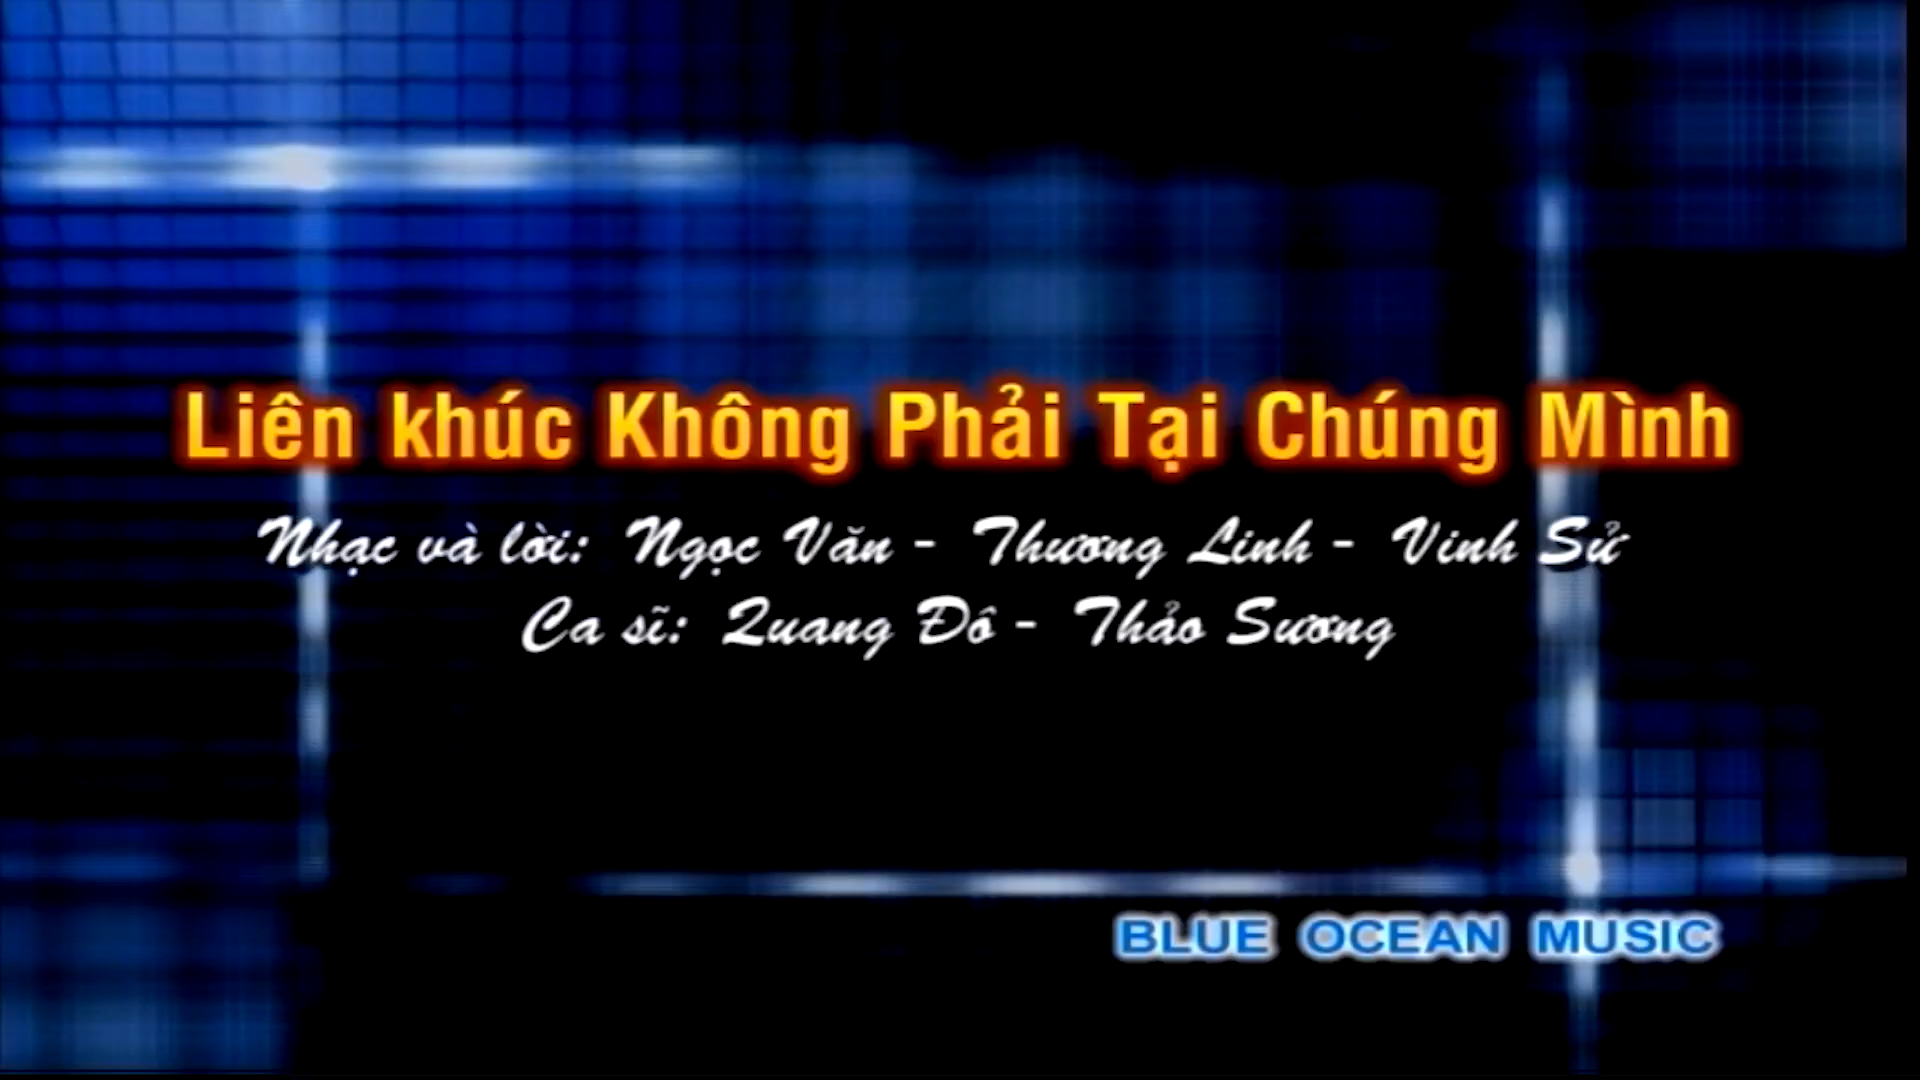 Liên khúc Không Phải Tại Chúng Mình
Nhạc và lời: Ngọc Văn - Thương Linh - Vinh Sử
Ca sĩ: Quang Đô - Thảo Sương
BLUE OCEAN MUSIC